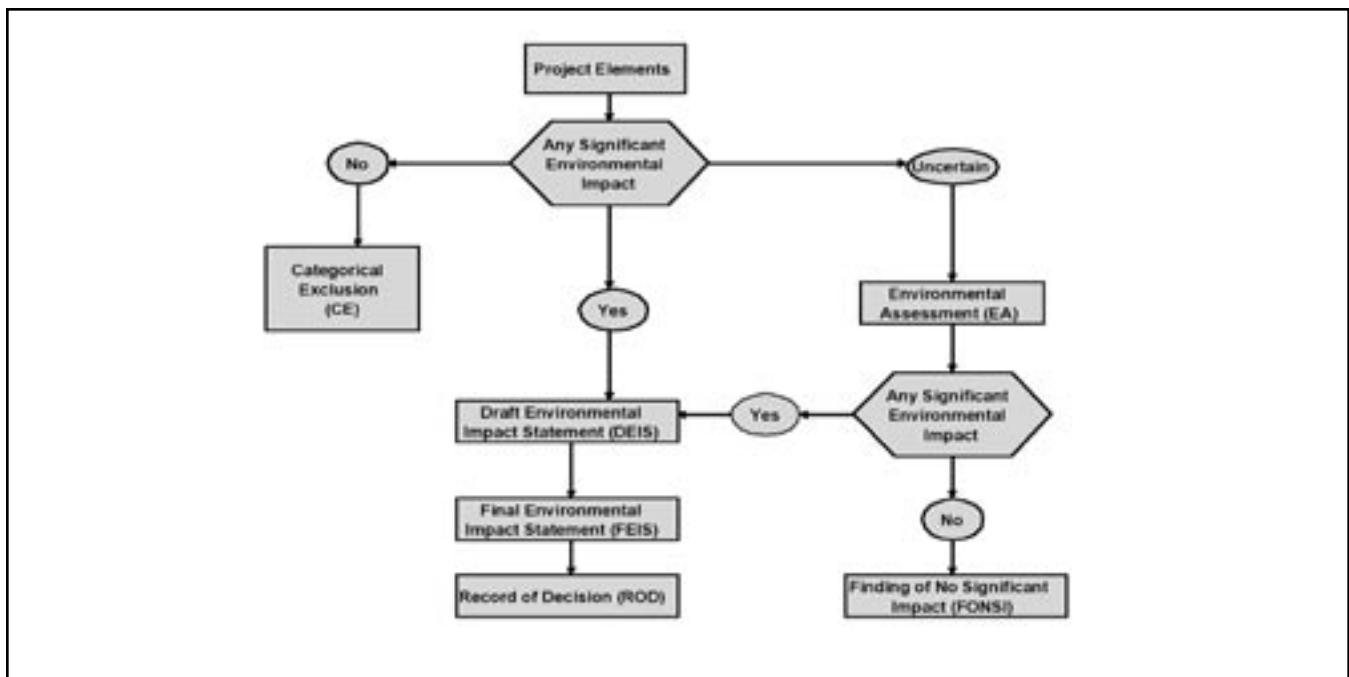 Project Elements
Any Significant
Environmental
Impact
No
Uncertain
Categorical
Exclusion
(CE)
Yes
Environmental
Assessment (EA)
Draft Environmental
Impact Statement (DEIS)
Yes
Any Significant
Environmental
Impact
Final Environmental
Impact Statement (FEIS)
No
Record of Decision (ROD)
Finding of No Significant
Impact (FONSI)